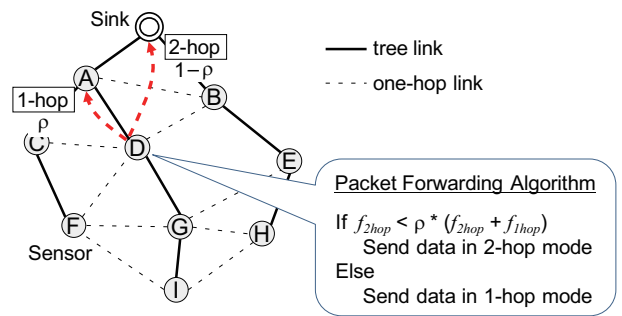 Sink
2-hop
1−ρ
tree link
one-hop link
A
B
1-hop
ρ
C
D
E
F
G
H
I
Sensor
Packet Forwarding Algorithm
If f2hop < ρ * (f2hop + f1hop)
Send data in 2-hop mode
Else
Send data in 1-hop mode